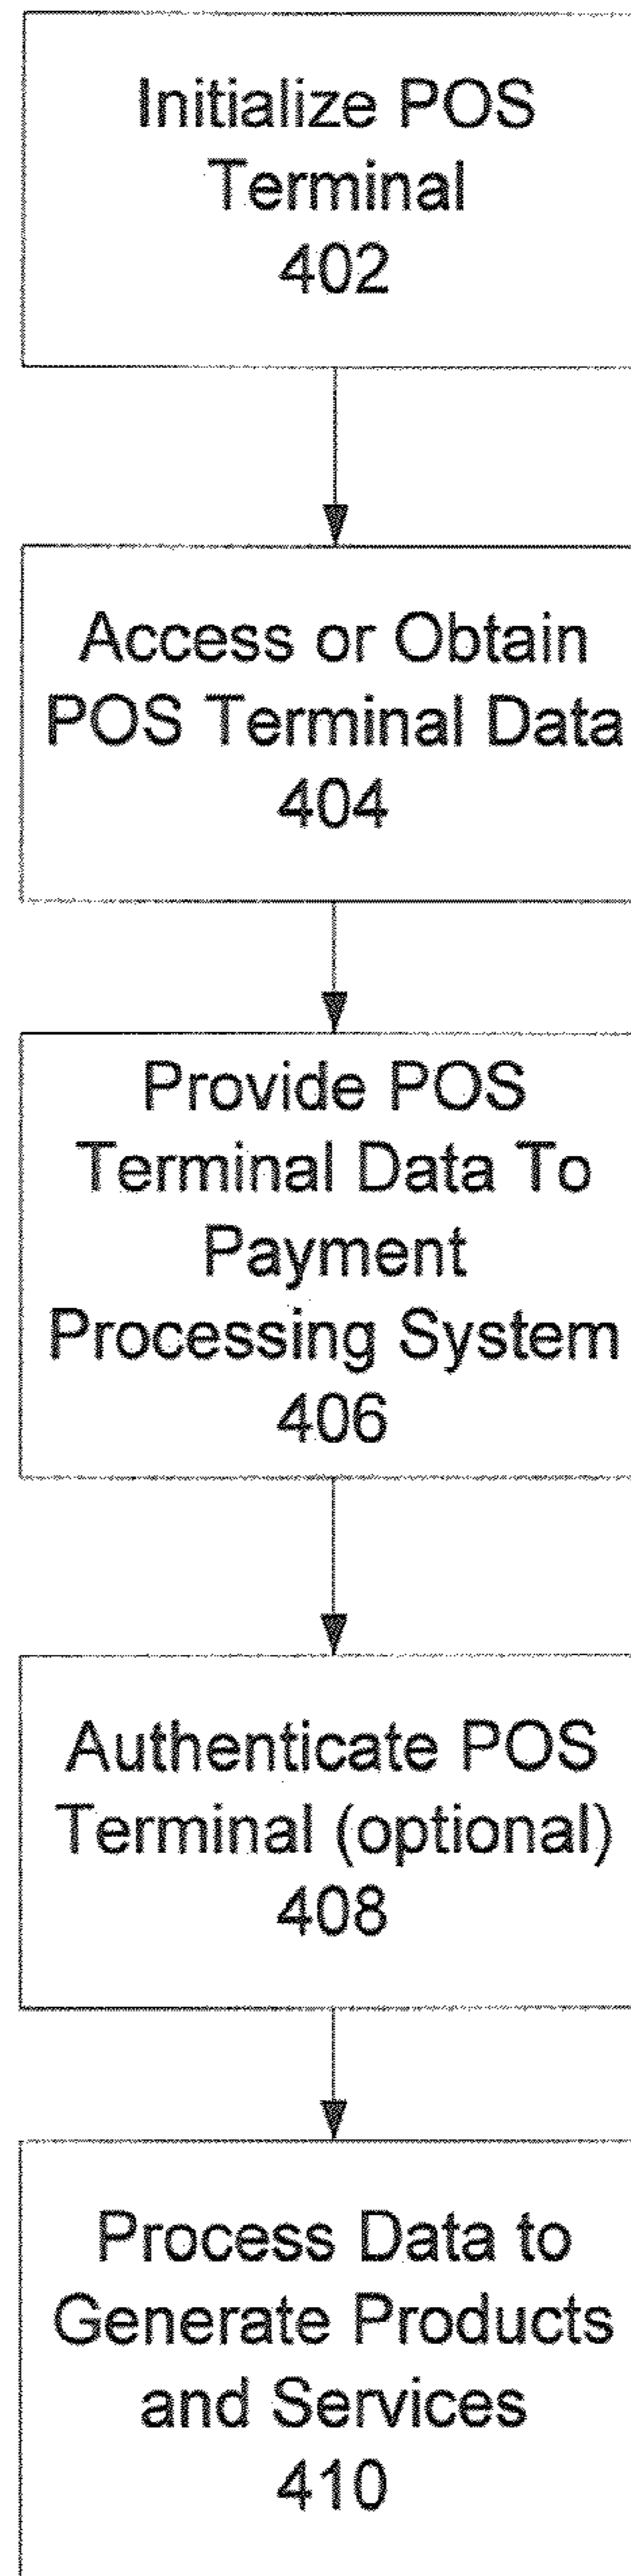 Initialize POS
Terminal
402
Access or Obtain
POS Terminal Data
404
Provide POS
Terminal Data To
Payment
Processing System
406
Authenticate POS
Terminal (optional)
408
Process Data to
Generate Products
and Services
410